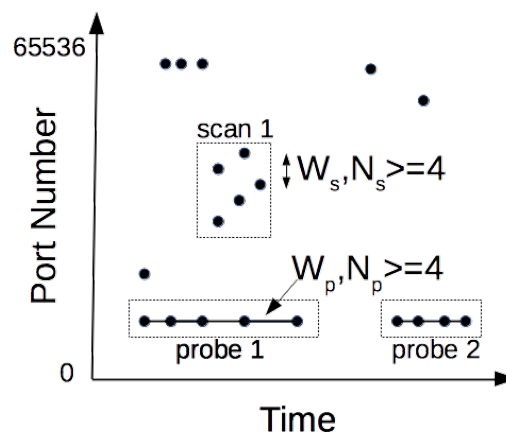 65536
scan 1
Ws,Ns>=4
Port Number
Wp,Np>=4
probe 1
probe 2
0
Time